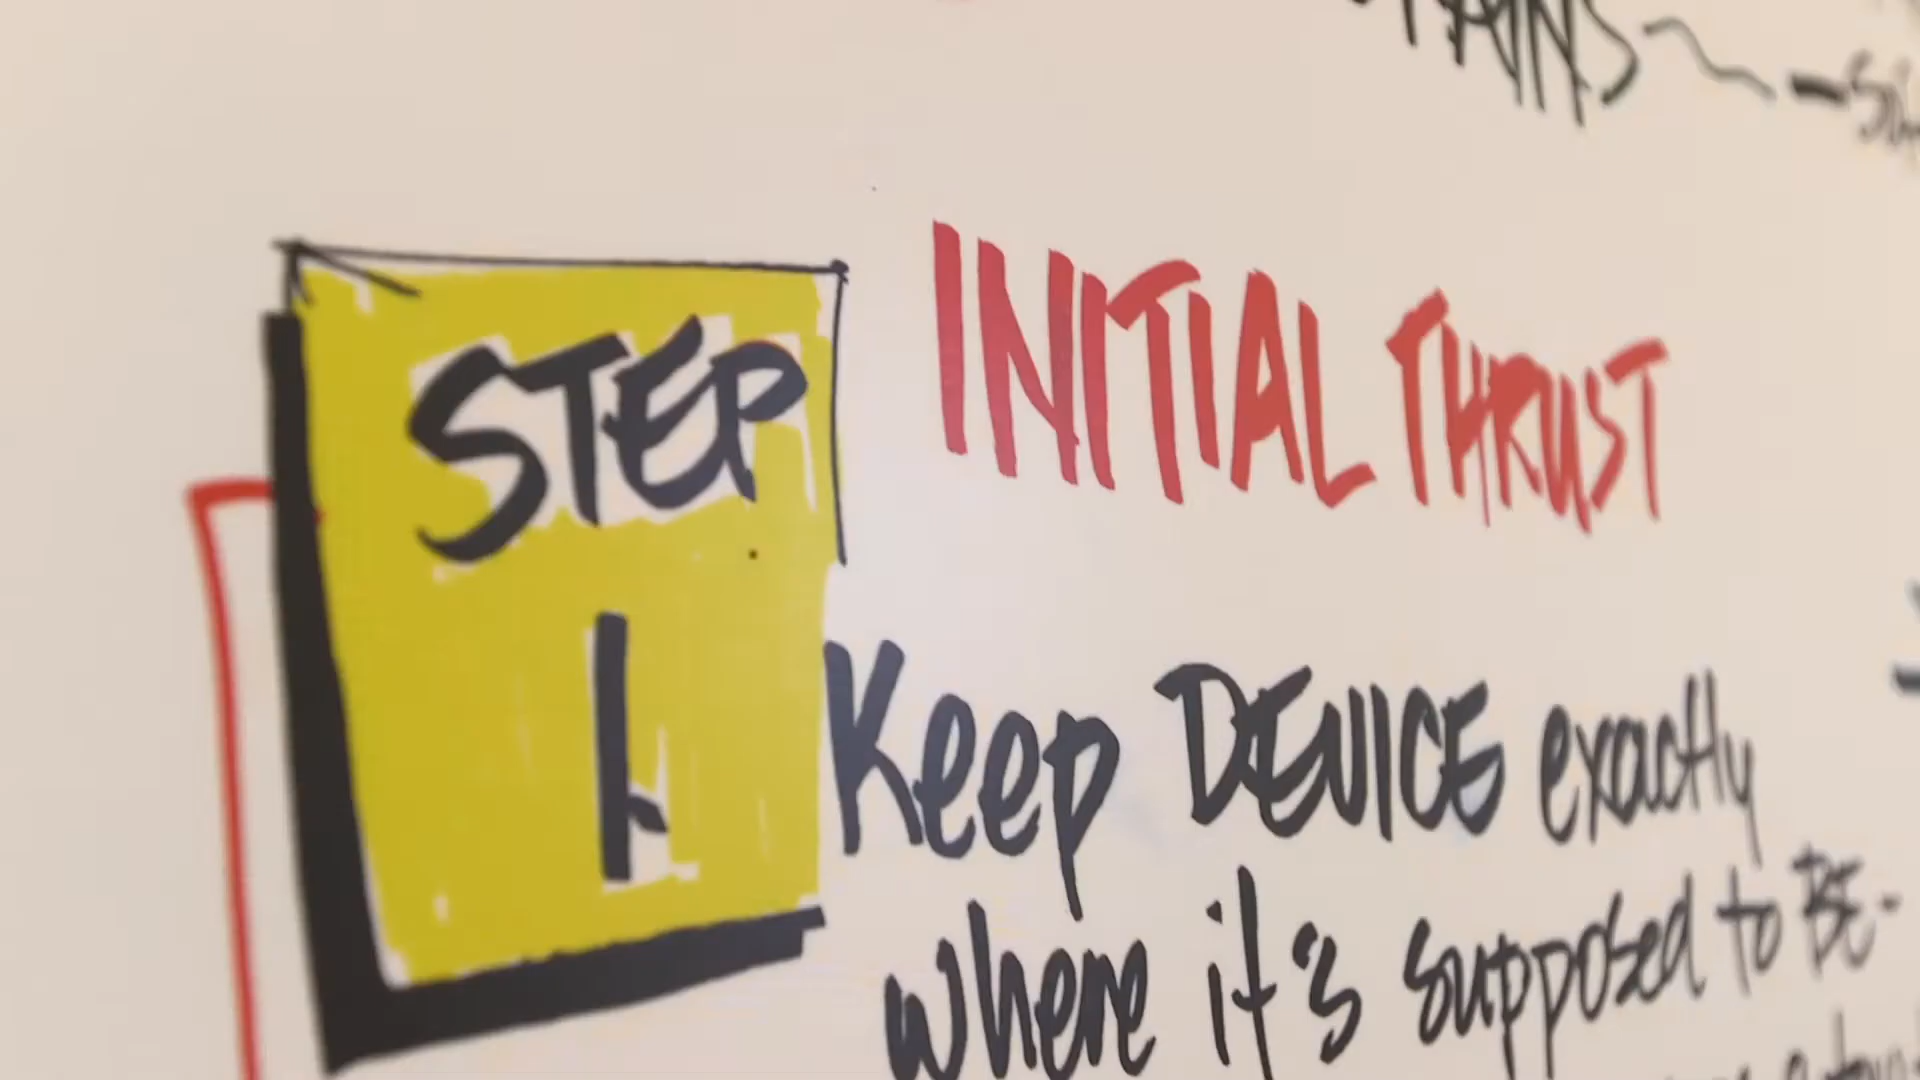 STEP
1
INITIAL THRUST
Keep DEVICE exactly
where it's supposed to BE-